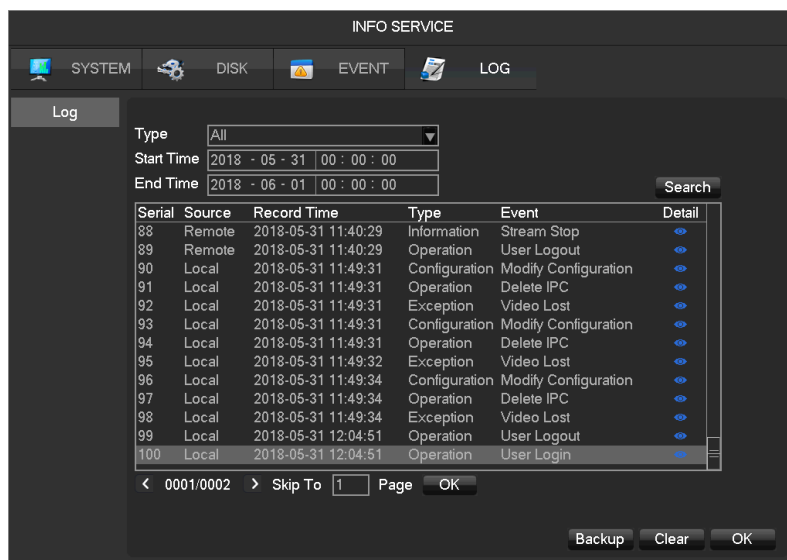 INFO SERVICE
SYSTEM DISK EVENT LOG
Log
Type All
Start Time 2018 - 05 - 31 00 : 00 : 00
End Time 2018 - 06 - 01 00 : 00 : 00
Search
Serial Source Record Time Type Event Detail
88 Remote 2018-05-31 11:40:29 Information Stream Stop
89 Remote 2018-05-31 11:40:29 Operation User Logout
90 Local 2018-05-31 11:49:31 Configuration Modify Configuration
91 Local 2018-05-31 11:49:31 Operation Delete IPC
92 Local 2018-05-31 11:49:31 Exception Video Lost
93 Local 2018-05-31 11:49:31 Configuration Modify Configuration
94 Local 2018-05-31 11:49:31 Operation Delete IPC
95 Local 2018-05-31 11:49:32 Exception Video Lost
96 Local 2018-05-31 11:49:34 Configuration Modify Configuration
97 Local 2018-05-31 11:49:34 Operation Delete IPC
98 Local 2018-05-31 11:49:34 Exception Video Lost
99 Local 2018-05-31 12:04:51 Operation User Logout
100 Local 2018-05-31 12:04:51 Operation User Login
0001/0002 Skip To 1 Page OK
Backup Clear OK